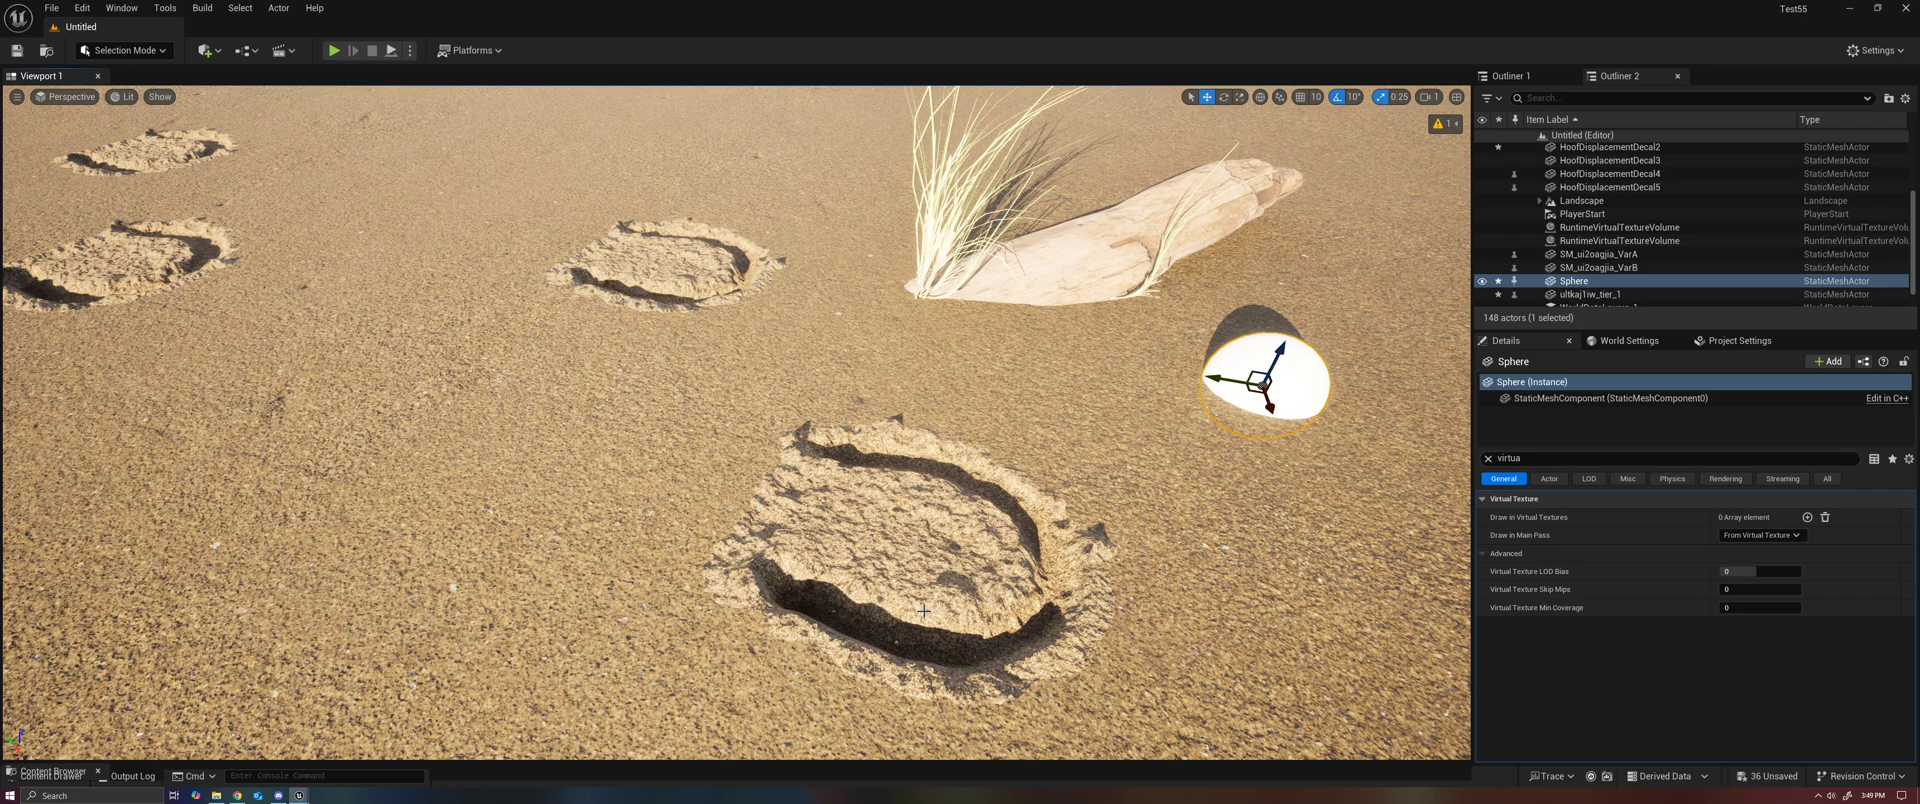 File Edit Window Tools Build Select Actor Help
Test55
Untitled
Selection Mode
Platforms
Settings
Viewport 1
Perspective Lit Show
10 10° 0.25 1
1
Outliner 1 Outliner 2
Search...
Item Label Type
Untitled (Editor)
HoofDisplacementDecal2 StaticMeshActor
HoofDisplacementDecal3 StaticMeshActor
HoofDisplacementDecal4 StaticMeshActor
HoofDisplacementDecal5 StaticMeshActor
Landscape Landscape
PlayerStart PlayerStart
RuntimeVirtualTextureVolume RuntimeVirtualTextureVolu
RuntimeVirtualTextureVolume RuntimeVirtualTextureVolu
SM_ui2oagjia_VarA StaticMeshActor
SM_ui2oagjia_VarB StaticMeshActor
Sphere StaticMeshActor
ultkaj1iw_tier_1 StaticMeshActor
148 actors (1 selected)
Details World Settings Project Settings
Sphere
Add
Sphere (Instance)
StaticMeshComponent (StaticMeshComponent0) Edit in C++
virtua
General Actor LOD Misc Physics Rendering Streaming All
Virtual Texture
Draw in Virtual Textures 0 Array element
Draw in Main Pass From Virtual Texture
Advanced
Virtual Texture LOD Bias 0
Virtual Texture Skip Mips 0
Virtual Texture Min Coverage 0
Content Browser
Content Drawer Output Log Cmd Enter Console Command
Trace Derived Data 36 Unsaved Revision Control
Search
3:49 PM